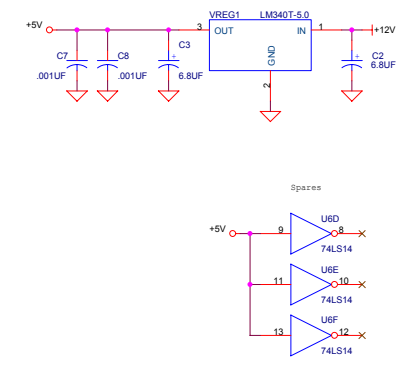 VREG1 LM340T-5.0
+5V 3 OUT IN 1 +12V
C7 C8 C3 GND C2
.001UF .001UF + 6.8UF + 6.8UF
2
Spares
U6D
+5V 9 8
74LS14
U6E
11 10
74LS14
U6F
13 12
74LS14